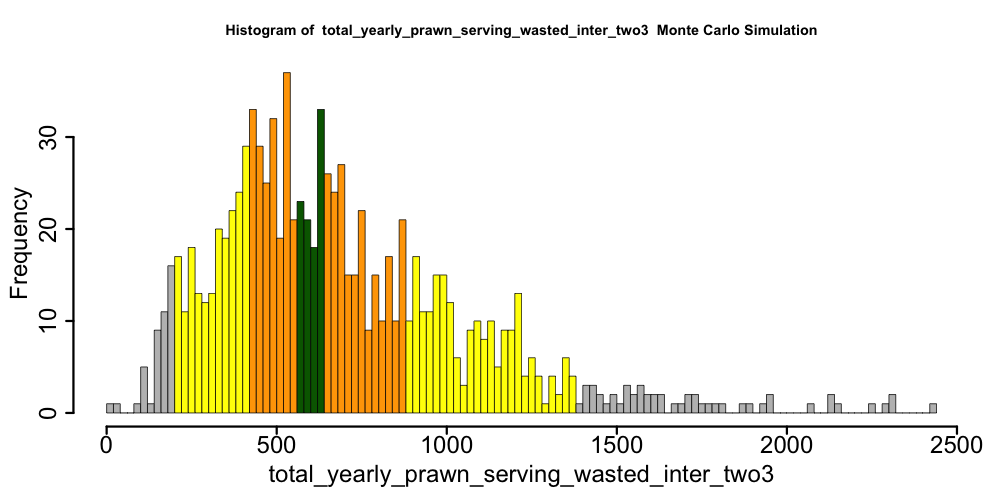 Histogram of  total_yearly_prawn_serving_wasted_inter_two3  Monte Carlo Simulation
Frequency
30
20
10
0
0 500 1000 1500 2000 2500
total_yearly_prawn_serving_wasted_inter_two3